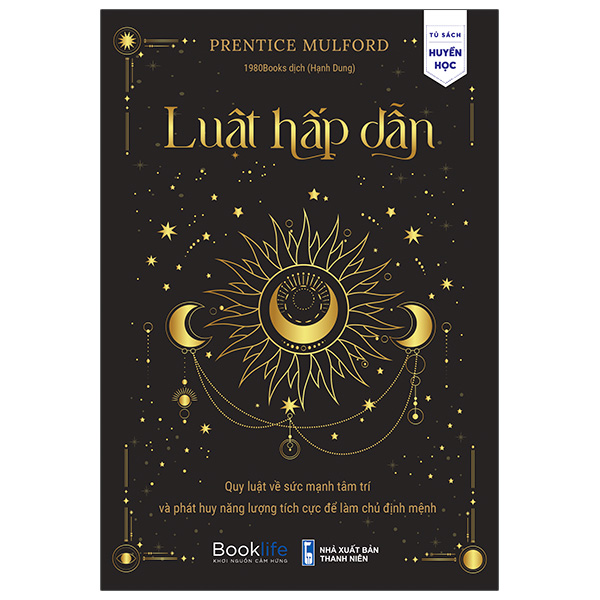 PRENTICE MULFORD
TỦ SÁCH
HUYỀN
HỌC
1980Books dịch (Hạnh Dung)
Luật hấp dẫn
Quy luật về sức mạnh tâm trí
và phát huy năng lượng tích cực để làm chủ định mệnh
Booklife
KHƠI NGUỒN CẢM HỨNG
NHÀ XUẤT BẢN
THANH NIÊN